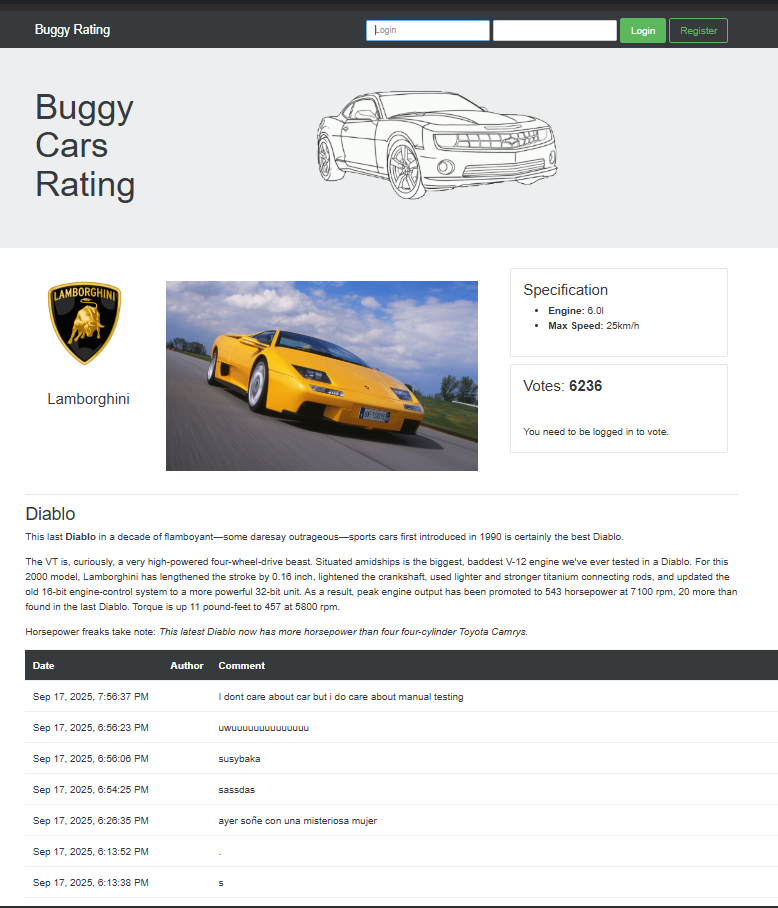 Buggy Rating
Login
Login
Register
Buggy
Cars
Rating
LAMBORGHINI
Lamborghini
Specification
Engine: 6.0l
Max Speed: 25km/h
Votes: 6236
You need to be logged in to vote.
Diablo
This last Diablo in a decade of flamboyant—some daresay outrageous—sports cars first introduced in 1990 is certainly the best Diablo.
The VT is, curiously, a very high-powered four-wheel-drive beast. Situated amidships is the biggest, baddest V-12 engine we've ever tested in a Diablo. For this
2000 model, Lamborghini has lengthened the stroke by 0.16 inch, lightened the crankshaft, used lighter and stronger titanium connecting rods, and updated the
old 16-bit engine-control system to a more powerful 32-bit unit. As a result, peak engine output has been promoted to 543 horsepower at 7100 rpm, 20 more than
found in the last Diablo. Torque is up 11 pound-feet to 457 at 5800 rpm.
Horsepower freaks take note: This latest Diablo now has more horsepower than four four-cylinder Toyota Camrys.
Date Author Comment
Sep 17, 2025, 7:56:37 PM I dont care about car but i do care about manual testing
Sep 17, 2025, 6:56:23 PM uwuuuuuuuuuuuuuu
Sep 17, 2025, 6:56:06 PM susybaka
Sep 17, 2025, 6:54:25 PM sassdas
Sep 17, 2025, 6:26:35 PM ayer soñe con una misteriosa mujer
Sep 17, 2025, 6:13:52 PM .
Sep 17, 2025, 6:13:38 PM s